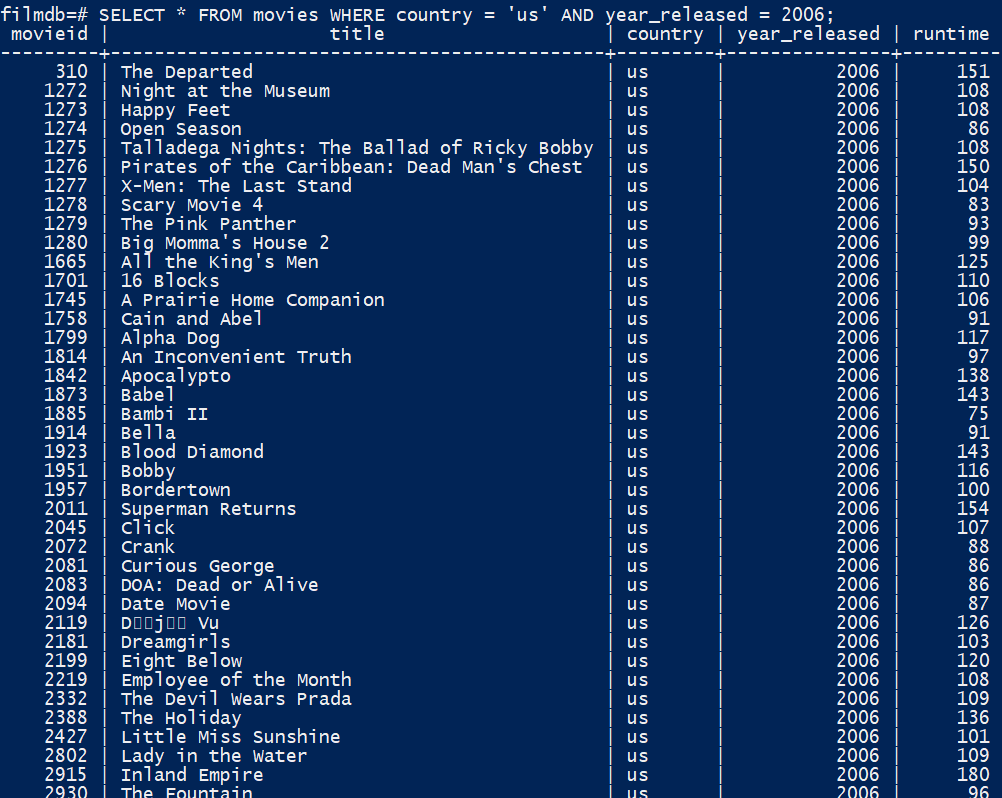 filmdb=# SELECT * FROM movies WHERE country = 'us' AND year_released = 2006;
movieid | title | country | year_released | runtime
---------+----------------------------------------------+---------+---------------+---------
310 | The Departed | us | 2006 | 151
1272 | Night at the Museum | us | 2006 | 108
1273 | Happy Feet | us | 2006 | 108
1274 | Open Season | us | 2006 | 86
1275 | Talladega Nights: The Ballad of Ricky Bobby | us | 2006 | 108
1276 | Pirates of the Caribbean: Dead Man's Chest | us | 2006 | 150
1277 | X-Men: The Last Stand | us | 2006 | 104
1278 | Scary Movie 4 | us | 2006 | 83
1279 | The Pink Panther | us | 2006 | 93
1280 | Big Momma's House 2 | us | 2006 | 99
1665 | All the King's Men | us | 2006 | 125
1701 | 16 Blocks | us | 2006 | 110
1745 | A Prairie Home Companion | us | 2006 | 106
1758 | Cain and Abel | us | 2006 | 91
1799 | Alpha Dog | us | 2006 | 117
1814 | An Inconvenient Truth | us | 2006 | 97
1842 | Apocalypto | us | 2006 | 138
1873 | Babel | us | 2006 | 143
1885 | Bambi II | us | 2006 | 75
1914 | Bella | us | 2006 | 91
1923 | Blood Diamond | us | 2006 | 143
1951 | Bobby | us | 2006 | 116
1957 | Bordertown | us | 2006 | 100
2011 | Superman Returns | us | 2006 | 154
2045 | Click | us | 2006 | 107
2072 | Crank | us | 2006 | 88
2081 | Curious George | us | 2006 | 86
2083 | DOA: Dead or Alive | us | 2006 | 86
2094 | Date Movie | us | 2006 | 87
2119 | D▯▯j▯▯ Vu | us | 2006 | 126
2181 | Dreamgirls | us | 2006 | 103
2199 | Eight Below | us | 2006 | 120
2219 | Employee of the Month | us | 2006 | 108
2332 | The Devil Wears Prada | us | 2006 | 109
2388 | The Holiday | us | 2006 | 136
2427 | Little Miss Sunshine | us | 2006 | 101
2802 | Lady in the Water | us | 2006 | 109
2915 | Inland Empire | us | 2006 | 180
2930 | The Fountain | us | 2006 | 96